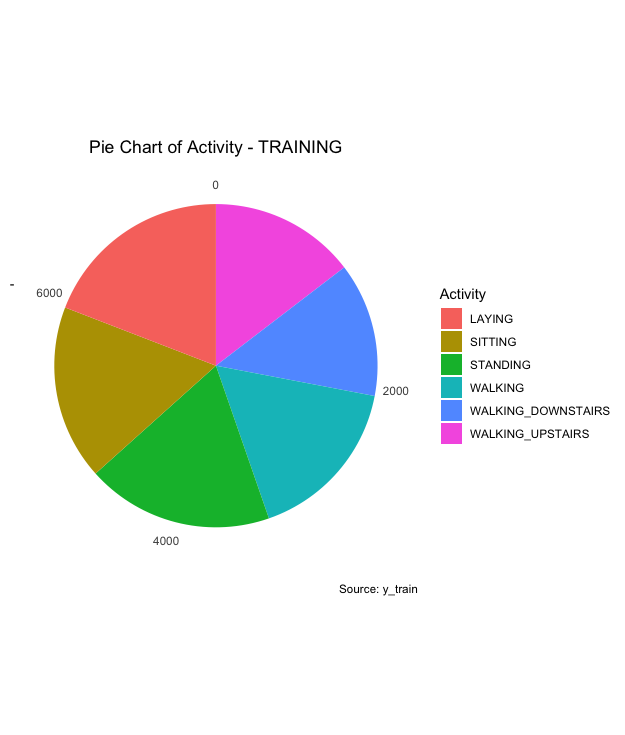 Pie Chart of Activity - TRAINING
0
-
6000
2000
4000
Activity
LAYING
SITTING
STANDING
WALKING
WALKING_DOWNSTAIRS
WALKING_UPSTAIRS
Source: y_train